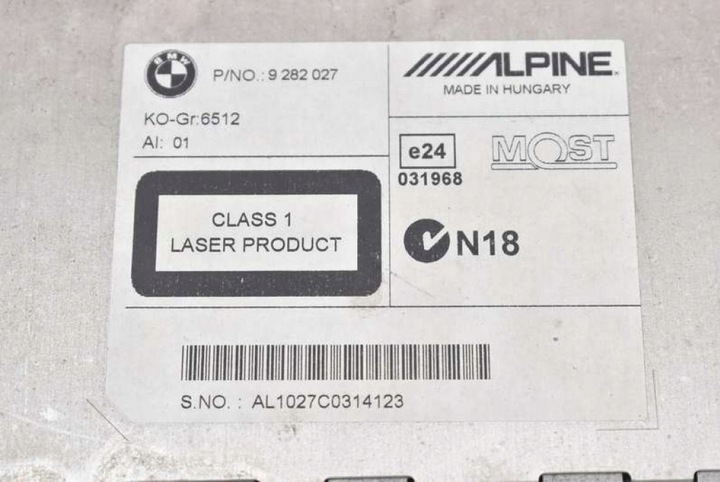 BMW
P/NO.: 9 282 027
KO-Gr:6512
AI: 01
ALPINE®
MADE IN HUNGARY
e24
031968
MOST
CLASS 1
LASER PRODUCT
N18
S.NO. : AL1027C0314123